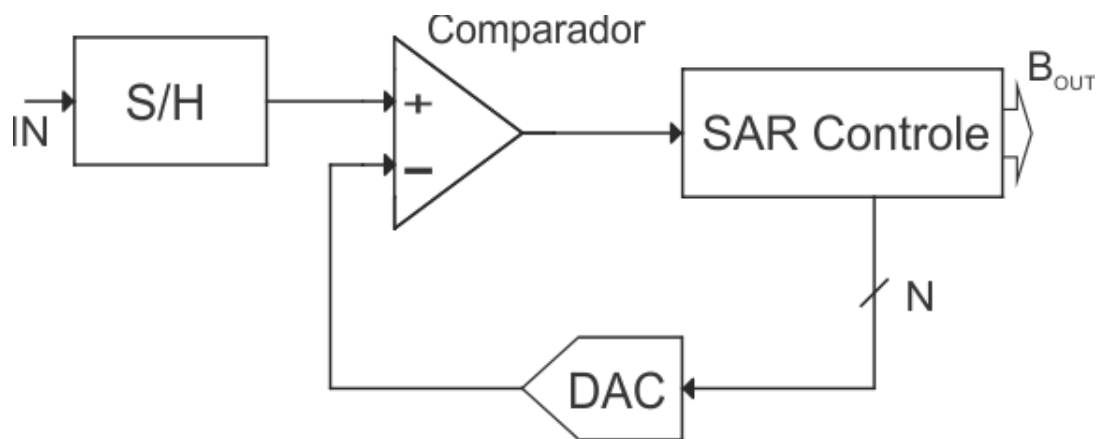 Comparador
IN
S/H
+
−
SAR Controle
B_OUT
N
DAC